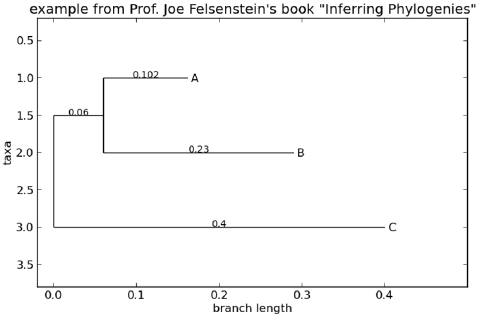 example from Prof. Joe Felsenstein's book "Inferring Phylogenies"
0.5
1.0
1.5
2.0
2.5
3.0
3.5
taxa
0.102
A
0.06
0.23
B
0.4
C
0.0
0.1
0.2
0.3
0.4
branch length